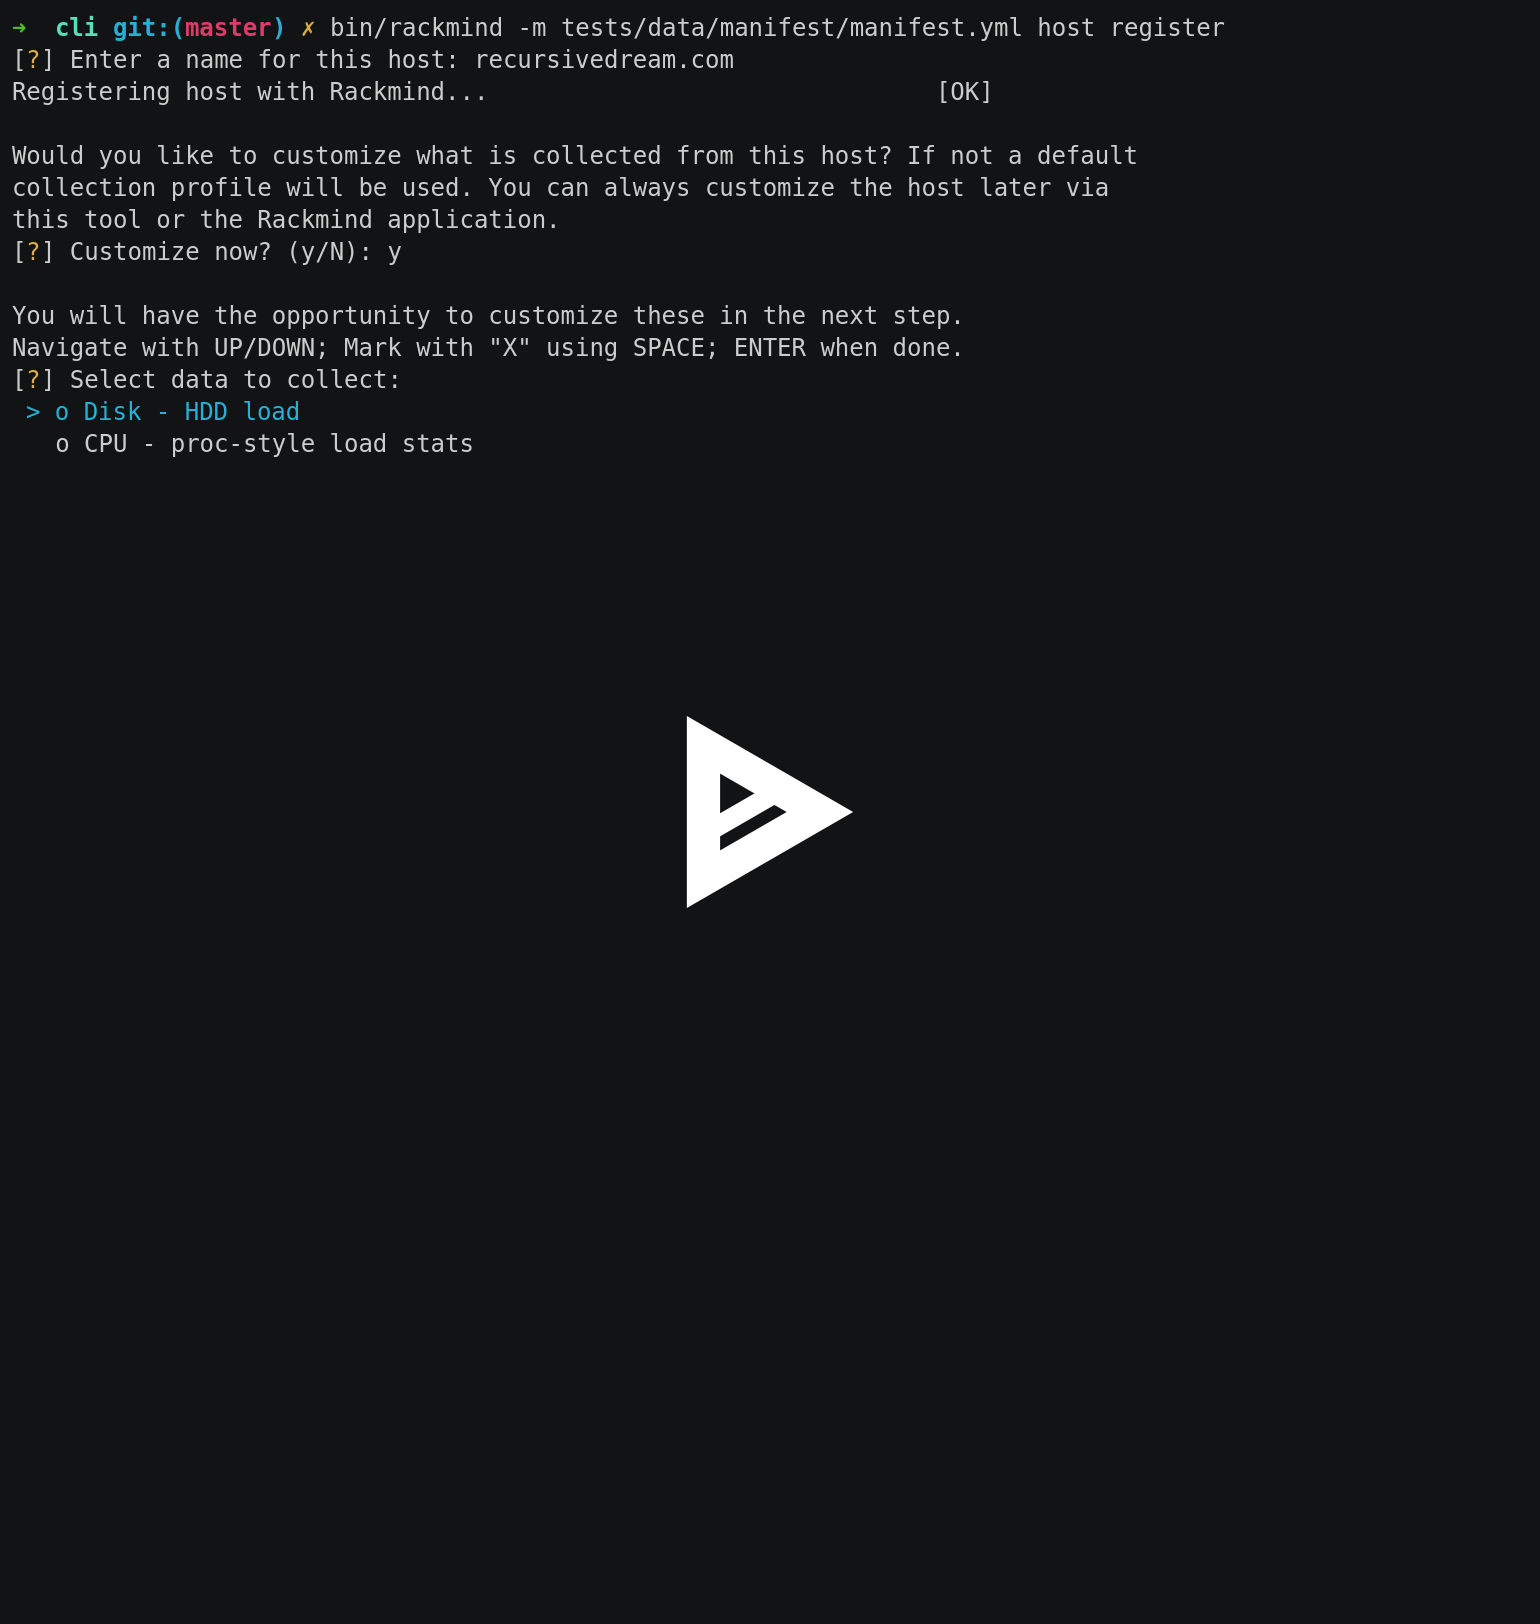 ➜  cli git:(master) ✗ bin/rackmind -m tests/data/manifest/manifest.yml host register
[?] Enter a name for this host: recursivedream.com
Registering host with Rackmind...                               [OK]
Would you like to customize what is collected from this host? If not a default
collection profile will be used. You can always customize the host later via
this tool or the Rackmind application.
[?] Customize now? (y/N): y
You will have the opportunity to customize these in the next step.
Navigate with UP/DOWN; Mark with "X" using SPACE; ENTER when done.
[?] Select data to collect:
 > o Disk - HDD load
   o CPU - proc-style load stats